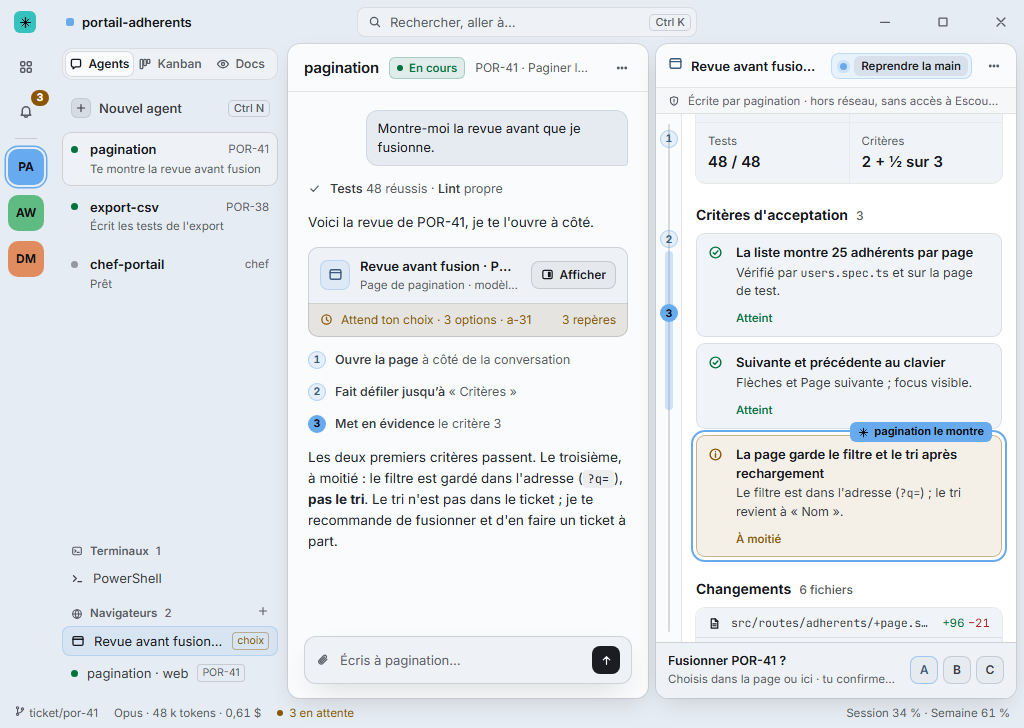 portail-adherents
Rechercher, aller à...
Ctrl K
3
PA
AW
DM
Agents
Kanban
Docs
Nouvel agent
Ctrl N
pagination
POR-41
Te montre la revue avant fusion
export-csv
POR-38
Écrit les tests de l'export
chef-portail
chef
Prêt
Terminaux 1
PowerShell
Navigateurs 2
Revue avant fusion...
choix
pagination · web
POR-41
pagination
En cours
POR-41 · Paginer l...
Montre-moi la revue avant que je
fusionne.
Tests 48 réussis · Lint propre
Voici la revue de POR-41, je te l'ouvre à côté.
Revue avant fusion · P...
Page de pagination · modèl...
Afficher
Attend ton choix · 3 options · a-31
3 repères
1 Ouvre la page à côté de la conversation
2 Fait défiler jusqu'à « Critères »
3 Met en évidence le critère 3
Les deux premiers critères passent. Le troisième,
à moitié : le filtre est gardé dans l'adresse (?q=),
pas le tri. Le tri n'est pas dans le ticket ; je te
recommande de fusionner et d'en faire un ticket à
part.
Écris à pagination...
Revue avant fusio...
Reprendre la main
Écrite par pagination · hors réseau, sans accès à Escou...
1
2
3
Tests
48 / 48
Critères
2 + ½ sur 3
Critères d'acceptation 3
La liste montre 25 adhérents par page
Vérifié par users.spec.ts et sur la page
de test.
Atteint
Suivante et précédente au clavier
Flèches et Page suivante ; focus visible.
Atteint
pagination le montre
La page garde le filtre et le tri après
rechargement
Le filtre est dans l'adresse (?q=) ; le tri
revient à « Nom ».
À moitié
Changements 6 fichiers
src/routes/adherents/+page.s...
+96 −21
Fusionner POR-41 ?
Choisis dans la page ou ici · tu confirme...
A
B
C
ticket/por-41
Opus · 48 k tokens · 0,61 $
3 en attente
Session 34 % · Semaine 61 %